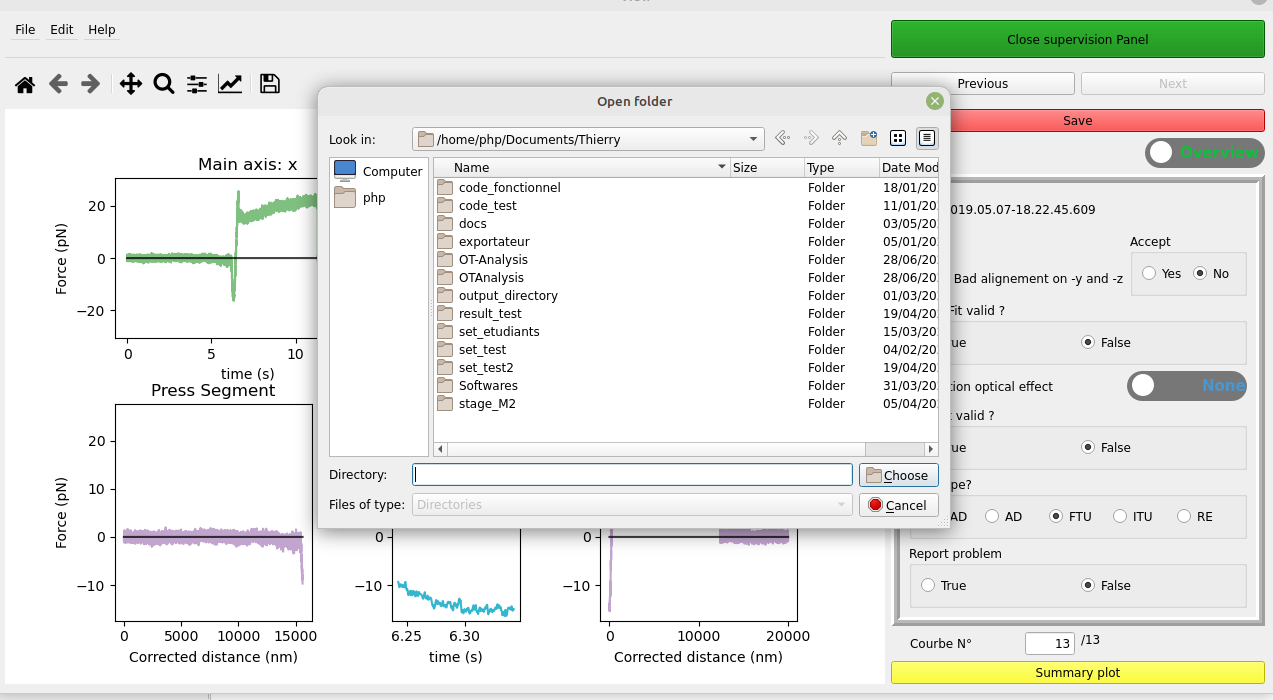 File Edit Help
Close supervision Panel
Previous Next
Save
Overview
Open folder
Look in: /home/php/Documents/Thierry
Computer
php
Name Size Type Date Mod
code_fonctionnel Folder 18/01/20
code_test Folder 11/01/20
docs Folder 03/05/20
exportateur Folder 05/01/20
OT-Analysis Folder 28/06/20
OTAnalysis Folder 28/06/20
output_directory Folder 01/03/20
result_test Folder 19/04/20
set_etudiants Folder 15/03/20
set_test Folder 04/02/20
set_test2 Folder 19/04/20
Softwares Folder 31/03/20
stage_M2 Folder 05/04/20
Directory: Choose
Files of type: Directories Cancel
Main axis: x
Force (pN)
20
0
−20
0 5 10
time (s)
Press Segment
Force (pN)
20
10
0
−10
0 5000 10000 15000
Corrected distance (nm)
0
−10
6.25 6.30
time (s)
0
−10
0 10000 20000
Corrected distance (nm)
019.05.07-18.22.45.609
Accept
Bad alignement on -y and -z
Yes No
Fit valid ?
ue False
ion optical effect None
t valid ?
ue False
pe?
AD AD FTU ITU RE
Report problem
True False
Courbe N° 13 /13
Summary plot